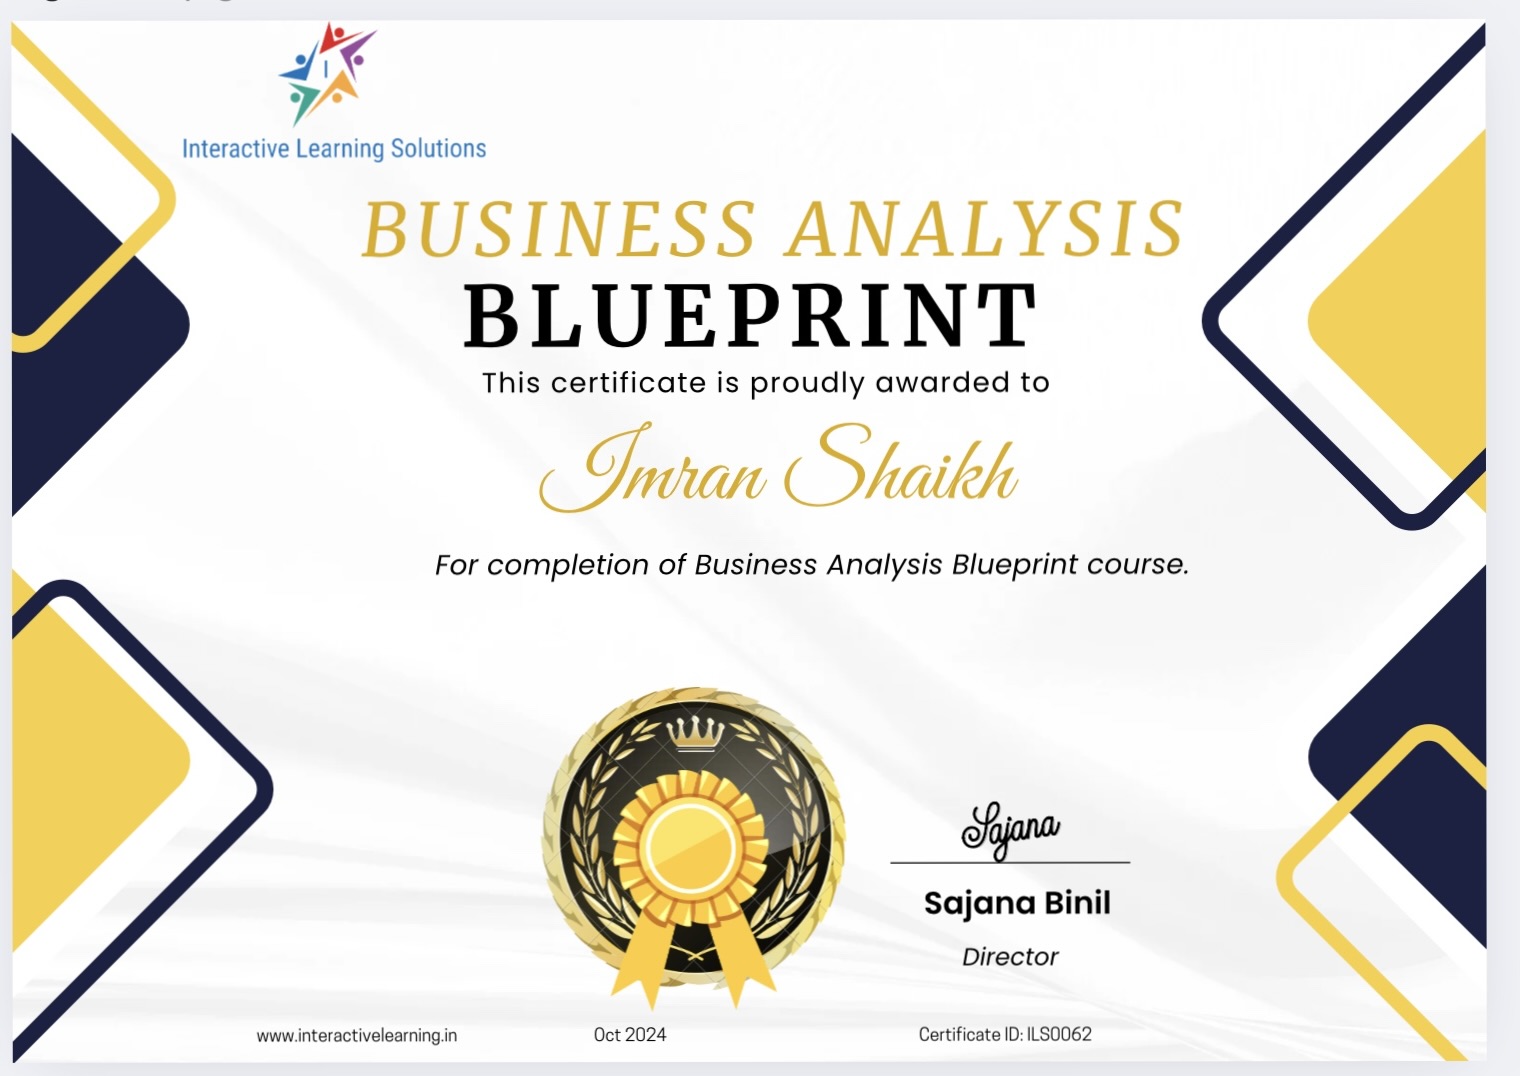 Interactive Learning Solutions
BUSINESS ANALYSIS
BLUEPRINT
This certificate is proudly awarded to
Imran Shaikh
For completion of Business Analysis Blueprint course.
Sajana
Sajana Binil
Director
www.interactivelearning.in
Oct 2024
Certificate ID: ILS0062